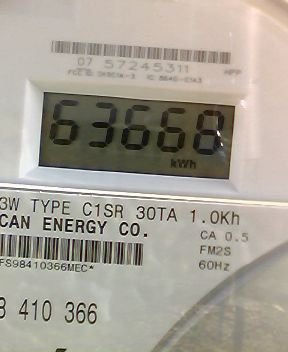 07 57245311
63668
kWh
3W TYPE C1SR 30TA 1.0Kh
CAN ENERGY CO.
CA 0.5
FM2S
60Hz
FS98410366MEC*
8 410 366